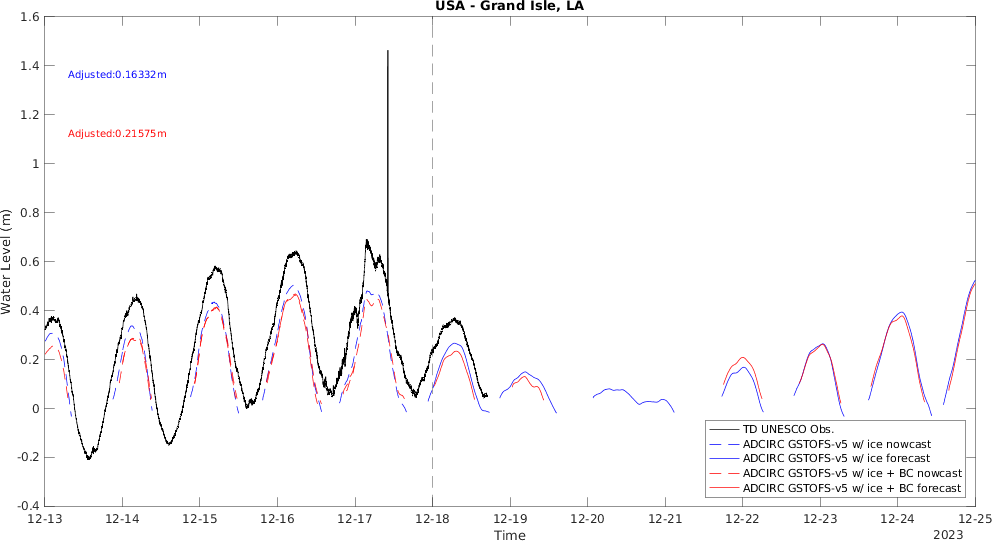 USA - Grand Isle, LA
1.6
1.4
1.2
1
0.8
0.6
0.4
0.2
0
-0.2
-0.4
Water Level (m)
Adjusted:0.16332m
Adjusted:0.21575m
TD UNESCO Obs.
ADCIRC GSTOFS-v5 w/ ice nowcast
ADCIRC GSTOFS-v5 w/ ice forecast
ADCIRC GSTOFS-v5 w/ ice + BC nowcast
ADCIRC GSTOFS-v5 w/ ice + BC forecast
12-13 12-14 12-15 12-16 12-17 12-18 12-19 12-20 12-21 12-22 12-23 12-24 12-25
Time
2023